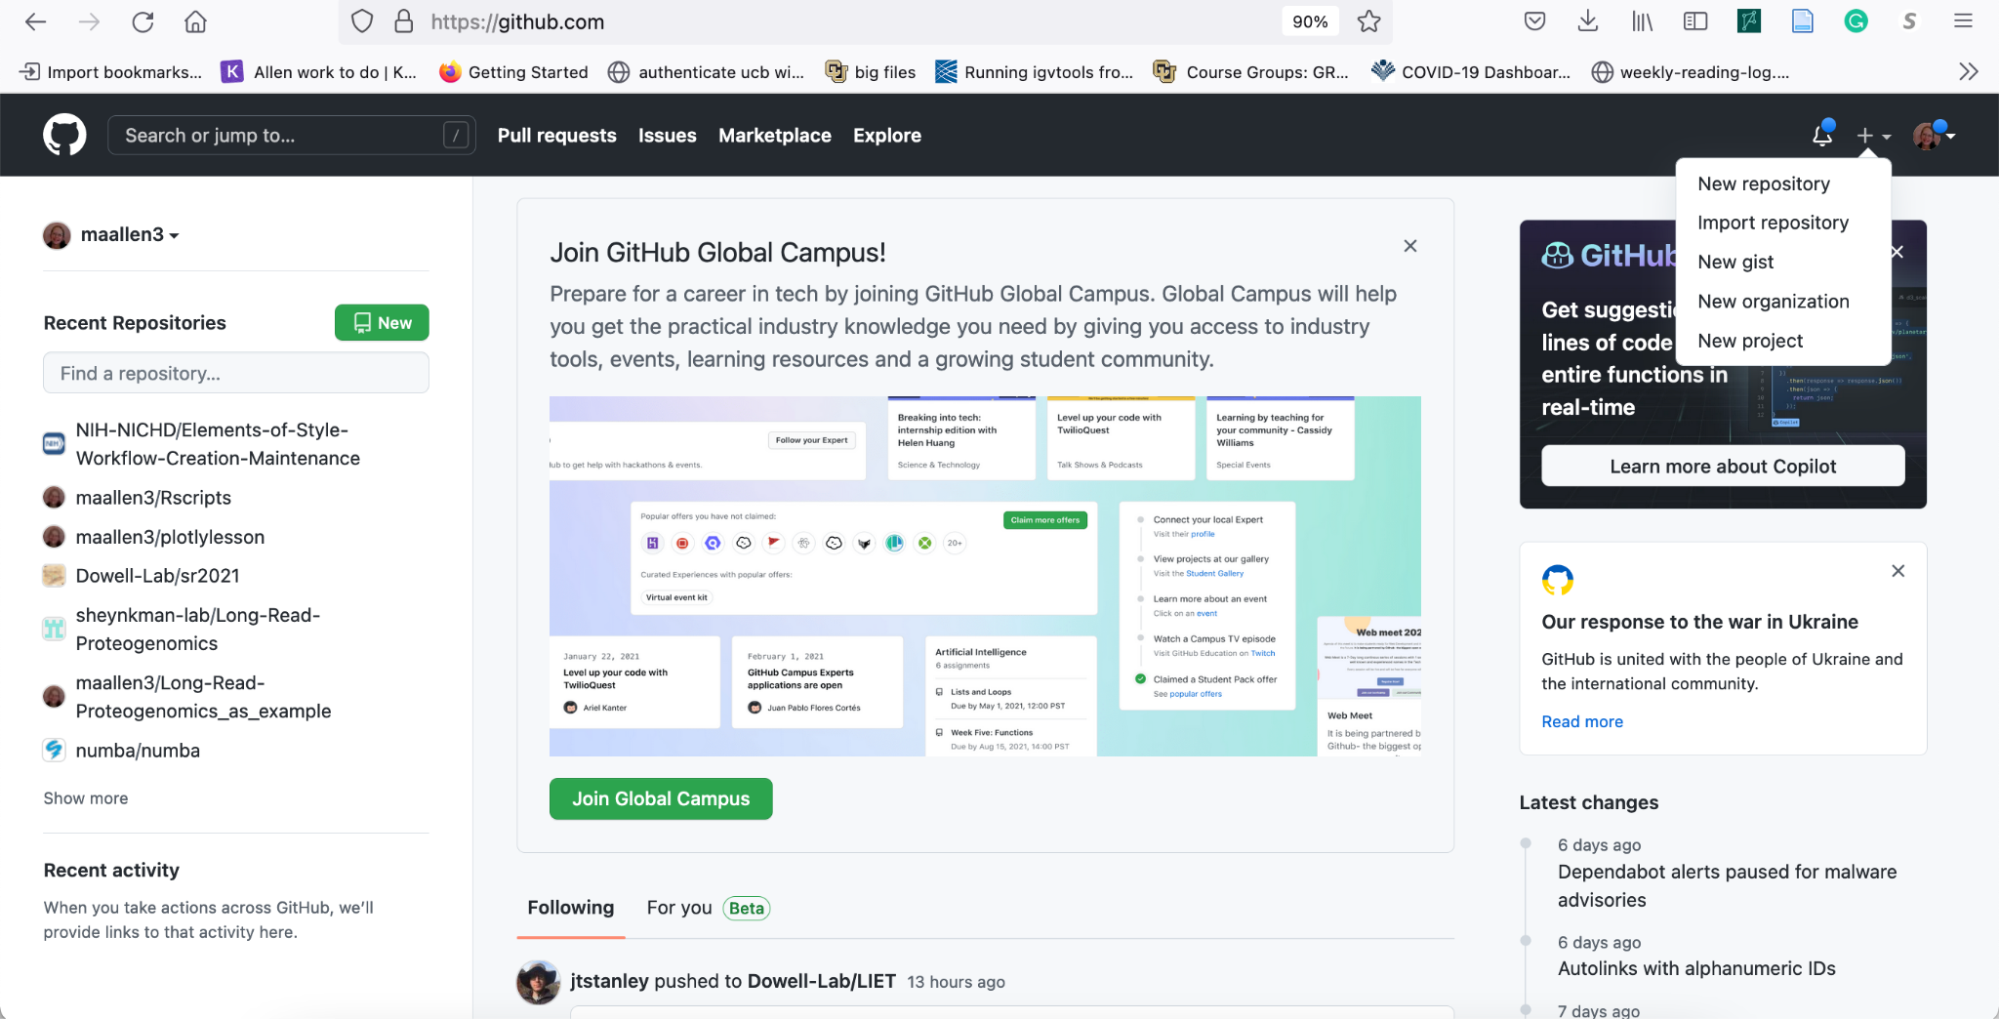 https://github.com
90%
Import bookmarks...
Allen work to do | K...
Getting Started
authenticate ucb wi...
big files
Running igvtools fro...
Course Groups: GR...
COVID-19 Dashboar...
weekly-reading-log....
Search or jump to...
/
Pull requests
Issues
Marketplace
Explore
New repository
Import repository
New gist
New organization
New project
maallen3
Recent Repositories
New
Find a repository...
NIH-NICHD/Elements-of-Style-
Workflow-Creation-Maintenance
maallen3/Rscripts
maallen3/plotlylesson
Dowell-Lab/sr2021
sheynkman-lab/Long-Read-
Proteogenomics
maallen3/Long-Read-
Proteogenomics_as_example
numba/numba
Show more
Recent activity
When you take actions across GitHub, we'll
provide links to that activity here.
Join GitHub Global Campus!
Prepare for a career in tech by joining GitHub Global Campus. Global Campus will help
you get the practical industry knowledge you need by giving you access to industry
tools, events, learning resources and a growing student community.
Follow your Expert
to get help with hackathons & events.
Breaking into tech:
internship edition with
Helen Huang
Science & Technology
Level up your code with
TwilioQuest
Talk Shows & Podcasts
Learning by teaching for
your community - Cassidy
Williams
Special Events
Popular offers you have not claimed:
Claim more offers
20+
Curated Experiences with popular offers:
Virtual event kit
Connect your local Expert
Visit their profile
View projects at our gallery
Visit the Student Gallery
Learn more about an event
Click on an event
Watch a Campus TV episode
Visit GitHub Education on Twitch
Claimed a Student Pack offer
See popular offers
January 22, 2021
Level up your code with
TwilioQuest
Ariel Kanter
February 1, 2021
GitHub Campus Experts
applications are open
Juan Pablo Flores Cortés
Artificial Intelligence
6 assignments
Lists and Loops
Due by May 1, 2021, 12:00 PST
Week Five: Functions
Due by Aug 15, 2021, 14:00 PST
Web meet 202
Web Meet
It is being partnered b
Github- the biggest op
Join Global Campus
Following
For you
Beta
jtstanley pushed to Dowell-Lab/LIET 13 hours ago
GitHub
Get suggesti
lines of code
entire functions in
real-time
Learn more about Copilot
Our response to the war in Ukraine
GitHub is united with the people of Ukraine and
the international community.
Read more
Latest changes
6 days ago
Dependabot alerts paused for malware
advisories
6 days ago
Autolinks with alphanumeric IDs
7 days ago